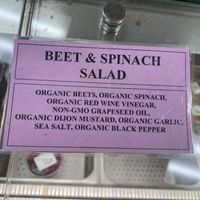 BEET & SPINACH
SALAD
ORGANIC BEETS, ORGANIC SPINACH,
ORGANIC RED WINE VINEGAR,
NON-GMO GRAPESEED OIL,
ORGANIC DIJON MUSTARD, ORGANIC GARLIC,
SEA SALT, ORGANIC BLACK PEPPER